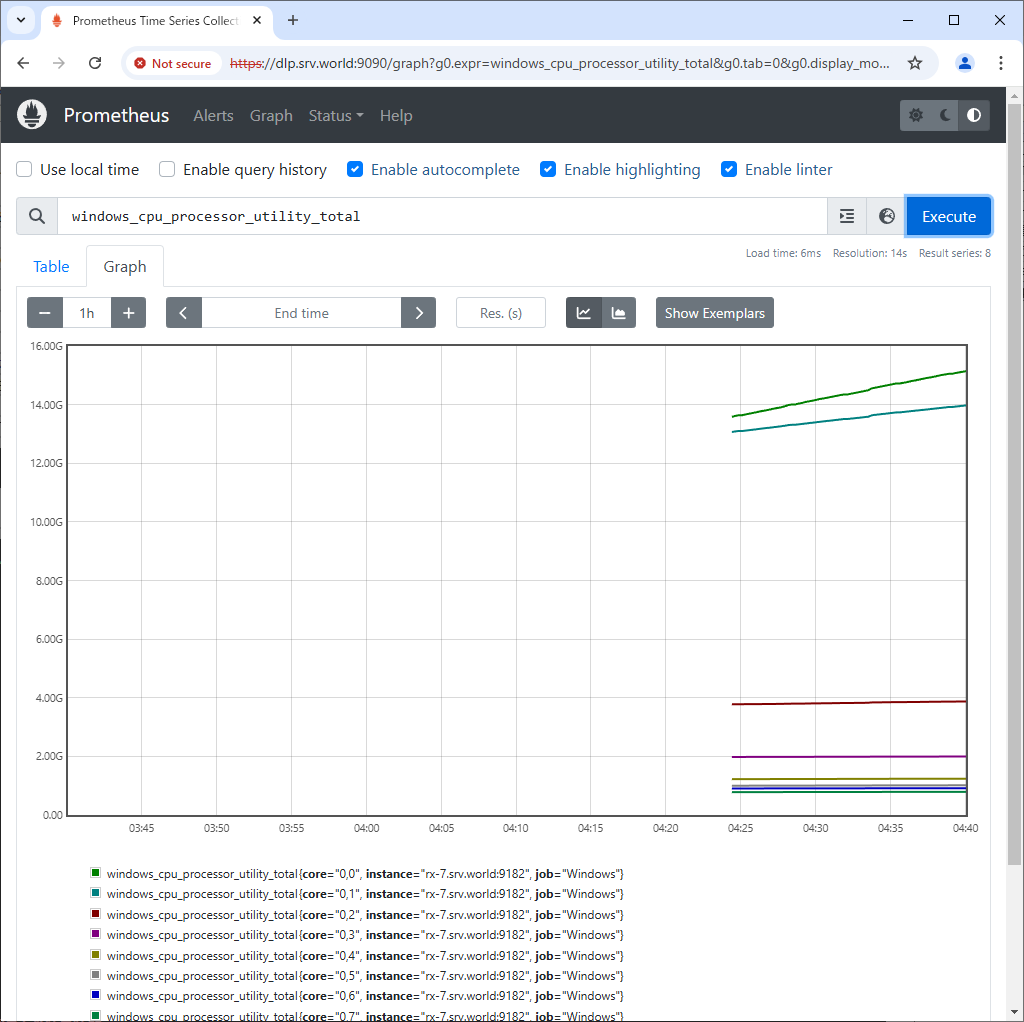 Prometheus Time Series Collect
Not secure https://dlp.srv.world:9090/graph?g0.expr=windows_cpu_processor_utility_total&g0.tab=0&g0.display_mo...
Prometheus Alerts Graph Status Help
Use local time Enable query history Enable autocomplete Enable highlighting Enable linter
windows_cpu_processor_utility_total Execute
Load time: 6ms Resolution: 14s Result series: 8
Table Graph
− 1h + End time Res. (s) Show Exemplars
16.00G
14.00G
12.00G
10.00G
8.00G
6.00G
4.00G
2.00G
0.00
03:45 03:50 03:55 04:00 04:05 04:10 04:15 04:20 04:25 04:30 04:35 04:40
windows_cpu_processor_utility_total{core="0,0", instance="rx-7.srv.world:9182", job="Windows"}
windows_cpu_processor_utility_total{core="0,1", instance="rx-7.srv.world:9182", job="Windows"}
windows_cpu_processor_utility_total{core="0,2", instance="rx-7.srv.world:9182", job="Windows"}
windows_cpu_processor_utility_total{core="0,3", instance="rx-7.srv.world:9182", job="Windows"}
windows_cpu_processor_utility_total{core="0,4", instance="rx-7.srv.world:9182", job="Windows"}
windows_cpu_processor_utility_total{core="0,5", instance="rx-7.srv.world:9182", job="Windows"}
windows_cpu_processor_utility_total{core="0,6", instance="rx-7.srv.world:9182", job="Windows"}
windows_cpu_processor_utility_total{core="0,7", instance="rx-7.srv.world:9182", job="Windows"}